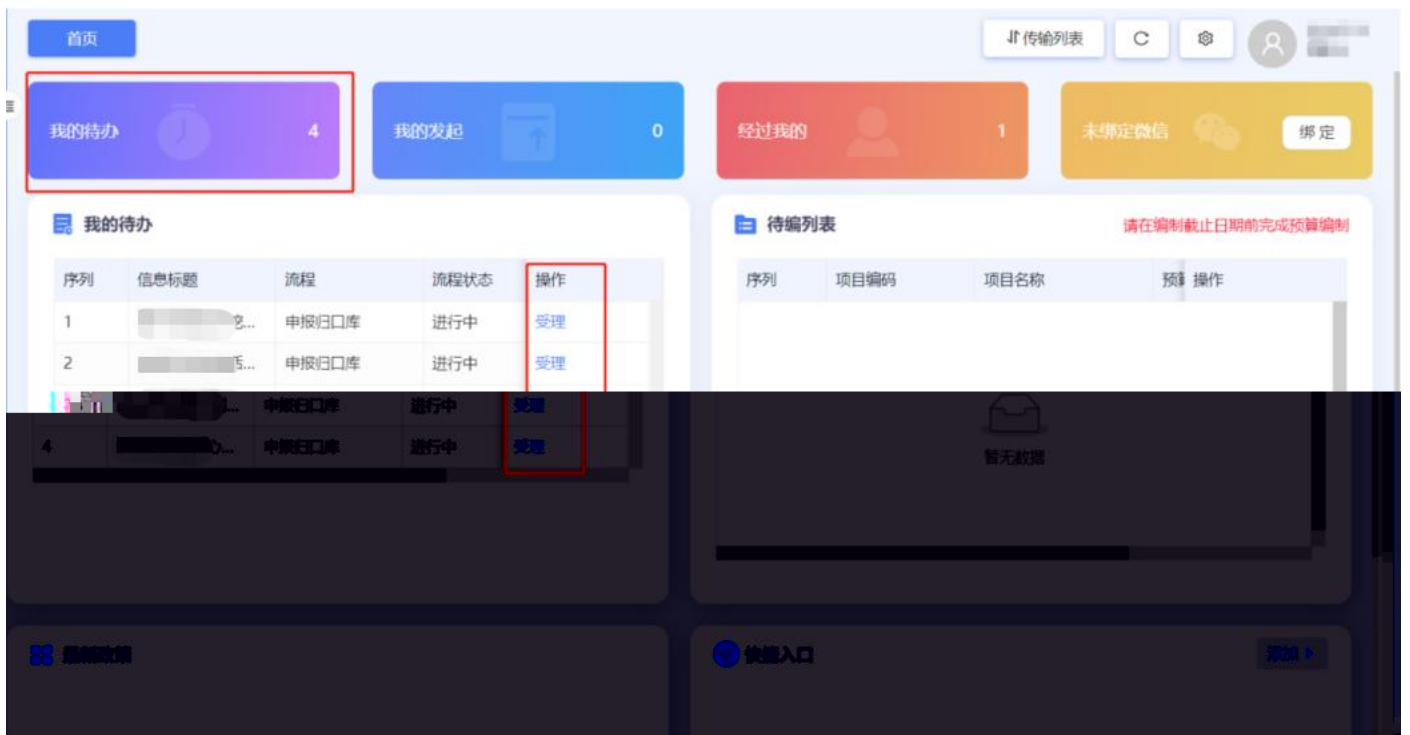 首页 传输列表
我的待办 4 我的发起 0 经过我的 1 未绑定微信 绑定
我的待办 待编列表 请在编制截止日期前完成预算编制
序列 信息标题 流程 流程状态 操作 序列 项目编码 项目名称 操作
1 申报归口库 进行中 受理
2 申报归口库 进行中 受理
申报归口库 进行中 受理
4 申报归口库 进行中 受理
暂无数据
最新政策 快捷入口 添加